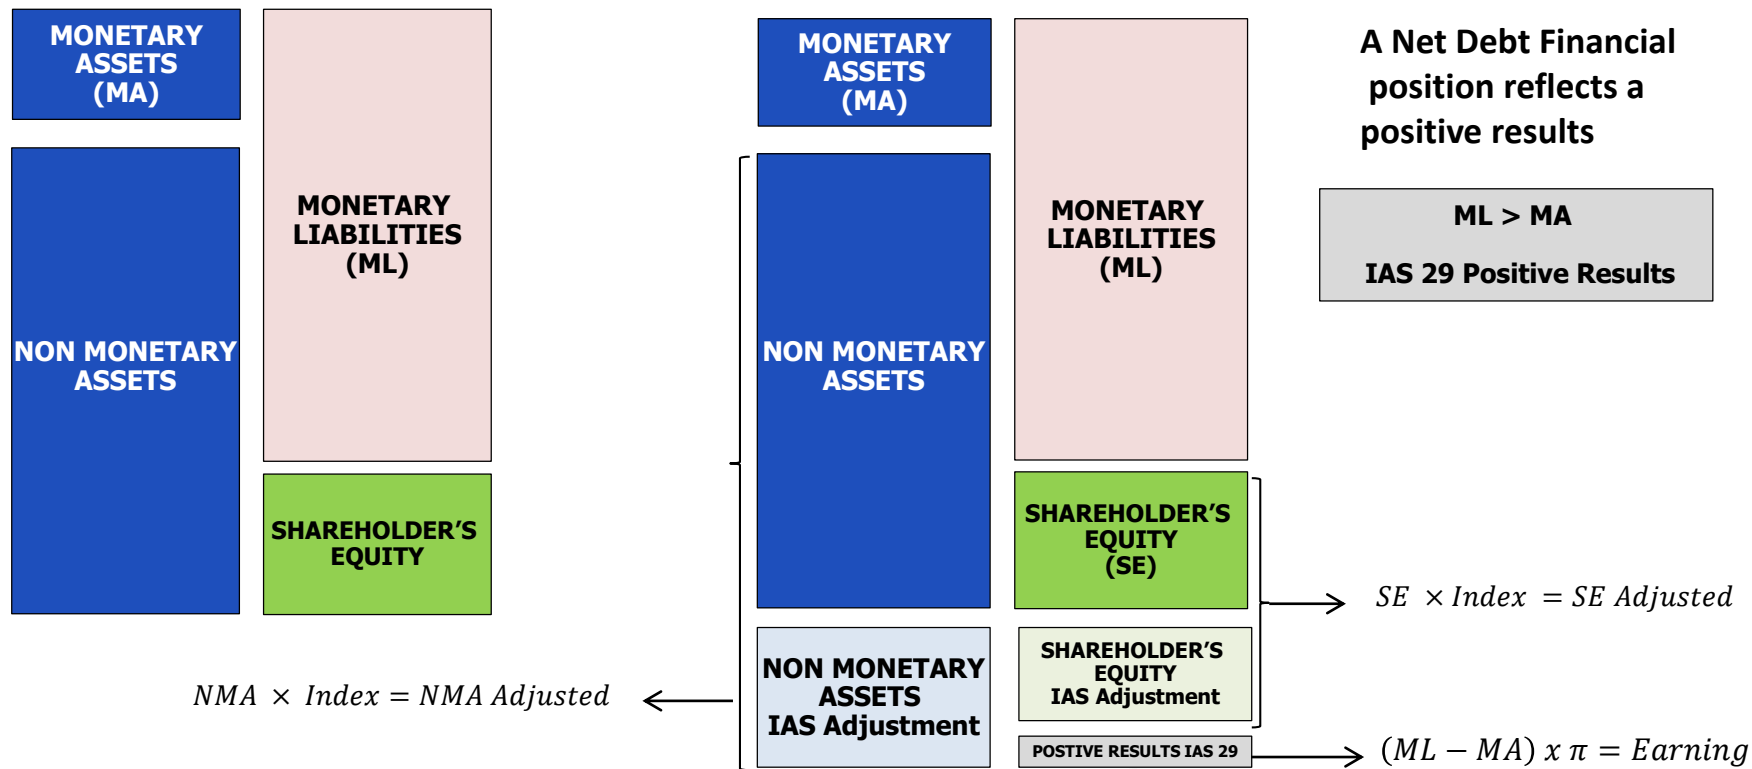 MONETARY
ASSETS
(MA)
NON MONETARY
ASSETS
MONETARY
LIABILITIES
(ML)
SHAREHOLDER’S
EQUITY
NMA × Index = NMA Adjusted
MONETARY
ASSETS
(MA)
NON MONETARY
ASSETS
NON MONETARY
ASSETS
IAS Adjustment
MONETARY
LIABILITIES
(ML)
SHAREHOLDER’S
EQUITY
(SE)
SHAREHOLDER’S
EQUITY
IAS Adjustment
POSTIVE RESULTS IAS 29
A Net Debt Financial
position reflects a
positive results
ML > MA
IAS 29 Positive Results
SE × Index = SE Adjusted
(ML − MA) x π = Earning